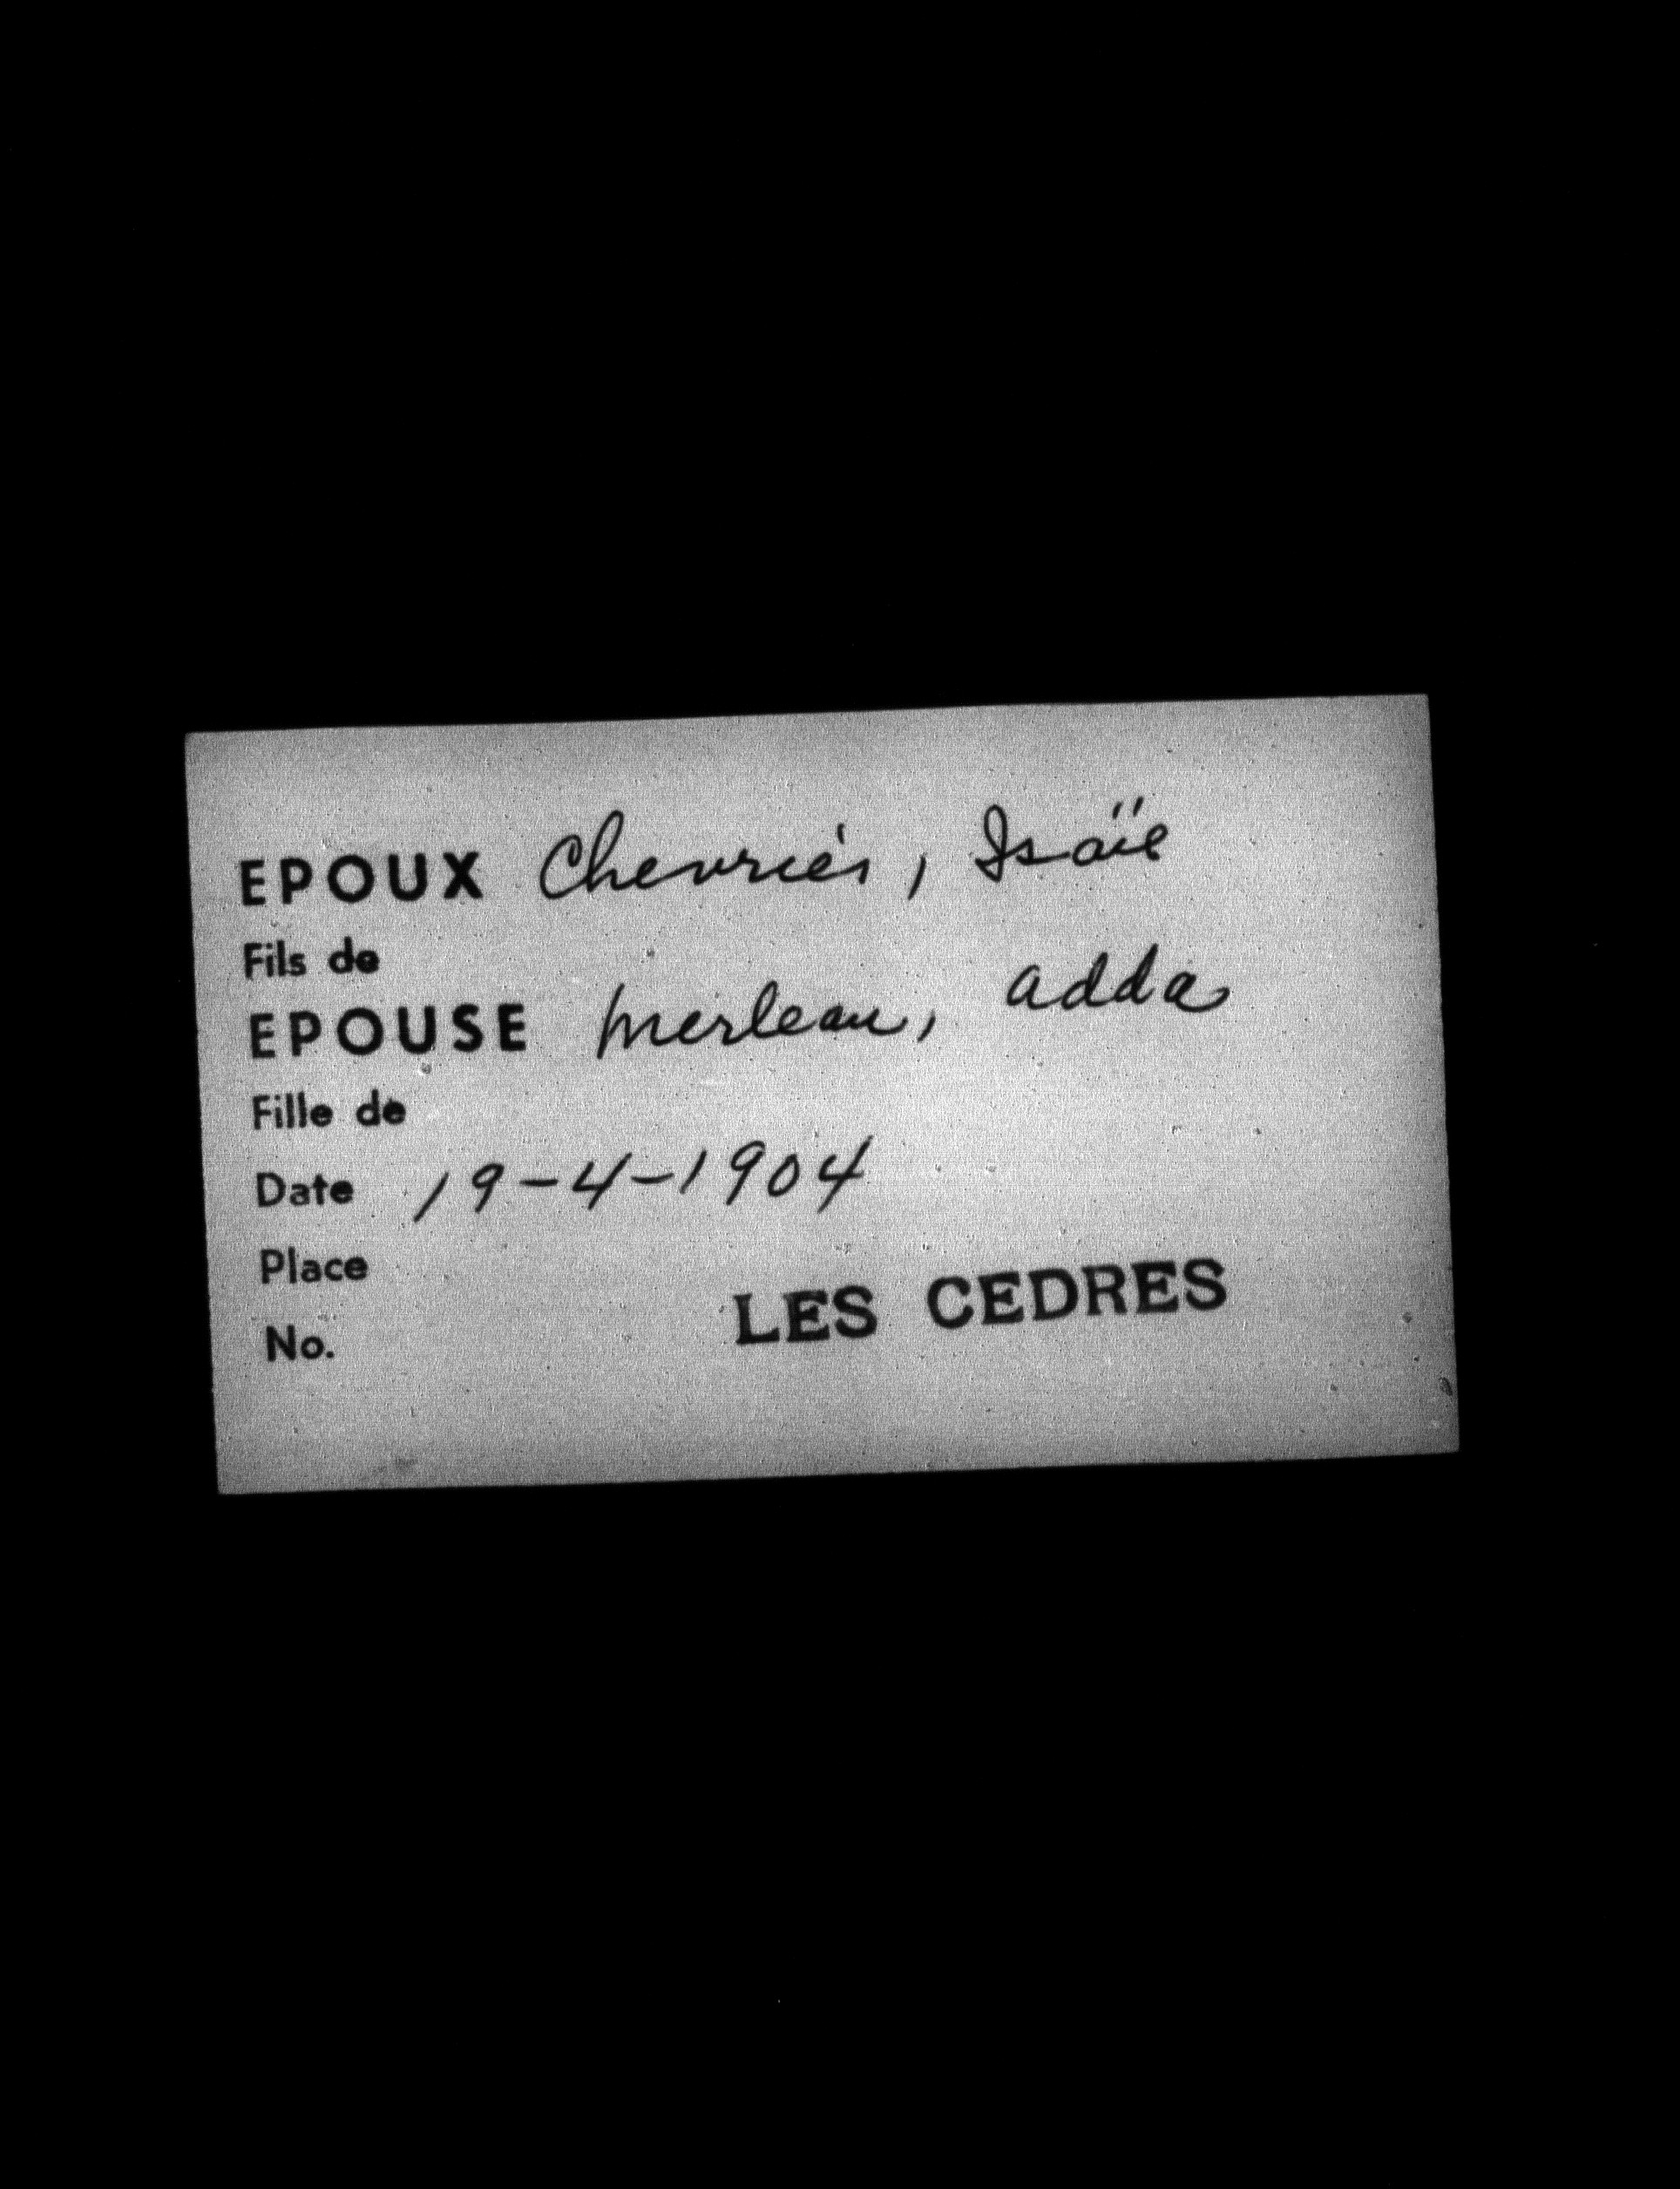 EPOUX Chevrier, Isaïe
Fils de
EPOUSE Merleau, adda
Fille de
Date 19-4-1904
Place
LES CEDRES
No.